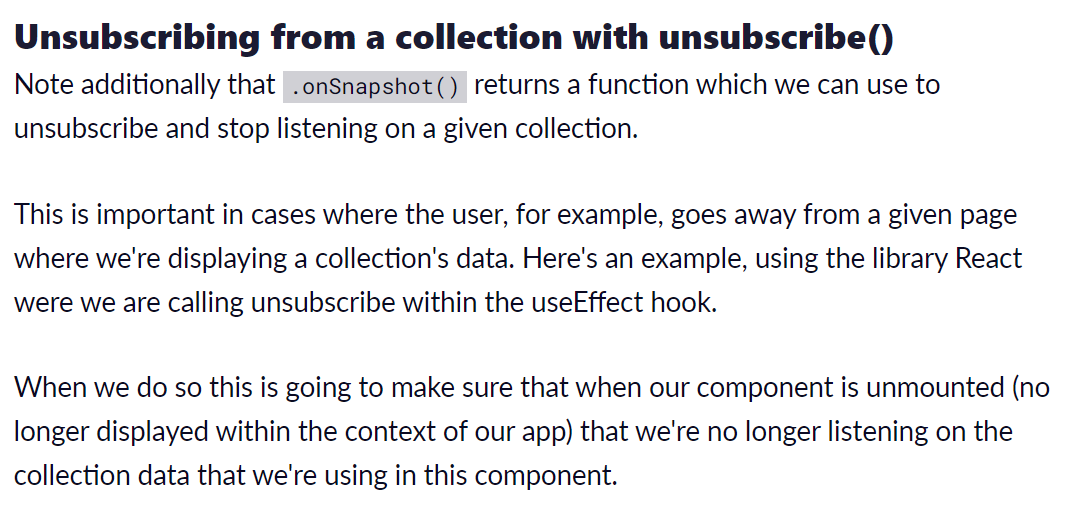 Unsubscribing from a collection with unsubscribe()
Note additionally that .onSnapshot() returns a function which we can use to
unsubscribe and stop listening on a given collection.
This is important in cases where the user, for example, goes away from a given page
where we're displaying a collection's data. Here's an example, using the library React
were we are calling unsubscribe within the useEffect hook.
When we do so this is going to make sure that when our component is unmounted (no
longer displayed within the context of our app) that we're no longer listening on the
collection data that we're using in this component.